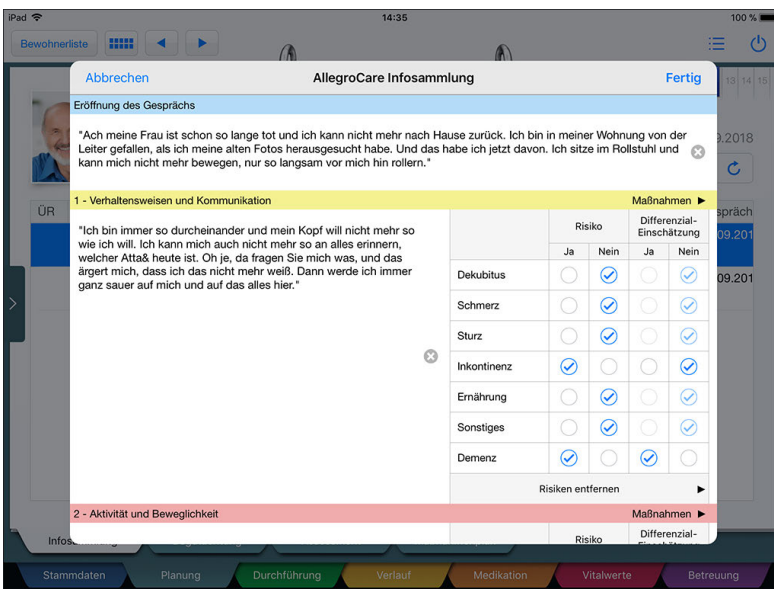 iPad 14:35 100 %
Bewohnerliste
Abbrechen AllegroCare Infosammlung Fertig
13 14 15
Eröffnung des Gesprächs
"Ach meine Frau ist schon so lange tot und ich kann nicht mehr nach Hause zurück. Ich bin in meiner Wohnung von der
Leiter gefallen, als ich meine alten Fotos herausgesucht habe. Und das habe ich jetzt davon. Ich sitze im Rollstuhl und
kann mich nicht mehr bewegen, nur so langsam vor mich hin rollern."
9.2018
1 - Verhaltensweisen und Kommunikation Maßnahmen ▶
ÜR
spräch
09.201
09.201
"Ich bin immer so durcheinander und mein Kopf will nicht mehr so
wie ich will. Ich kann mich auch nicht mehr so an alles erinnern,
welcher Atta& heute ist. Oh je, da fragen Sie mich was, und das
ärgert mich, dass ich das nicht mehr weiß. Dann werde ich immer
ganz sauer auf mich und auf das alles hier."
Risiko Differenzial-
Einschätzung
Ja Nein Ja Nein
Dekubitus
Schmerz
Sturz
Inkontinenz
Ernährung
Sonstiges
Demenz
Risiken entfernen ▶
2 - Aktivität und Beweglichkeit Maßnahmen ▶
Risiko Differenzial-
Stammdaten Planung Durchführung Verlauf Medikation Vitalwerte Betreuung